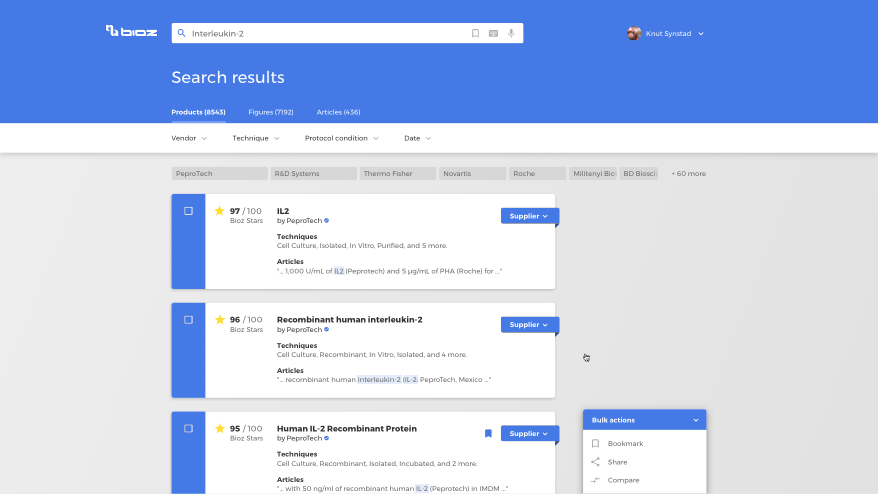 bioz
Interleukin-2
Knut Synstad
Search results
Products (8543)
Figures (7192)
Articles (436)
Vendor
Technique
Protocol condition
Date
PeproTech
R&D Systems
Thermo Fisher
Novartis
Roche
Miltenyi Bio
BD Biosci
+ 60 more
97 / 100
Bioz Stars
IL2
by PeproTech
Supplier
Techniques
Cell Culture, Isolated, In Vitro, Purified, and 5 more.
Articles
"... 1,000 U/mL of IL2 (Peprotech) and 5 µg/mL of PHA (Roche) for ..."
96 / 100
Bioz Stars
Recombinant human interleukin-2
by PeproTech
Supplier
Techniques
Cell Culture, Recombinant, In Vitro, Isolated, and 4 more.
Articles
"... recombinant human interleukin-2 (IL-2; PeproTech, Mexico ..."
95 / 100
Bioz Stars
Human IL-2 Recombinant Protein
by PeproTech
Supplier
Techniques
Cell Culture, Recombinant, Isolated, Incubated, and 2 more.
Articles
"... with 50 ng/ml of recombinant human IL-2 (Peprotech) in IMDM ..."
Bulk actions
Bookmark
Share
Compare